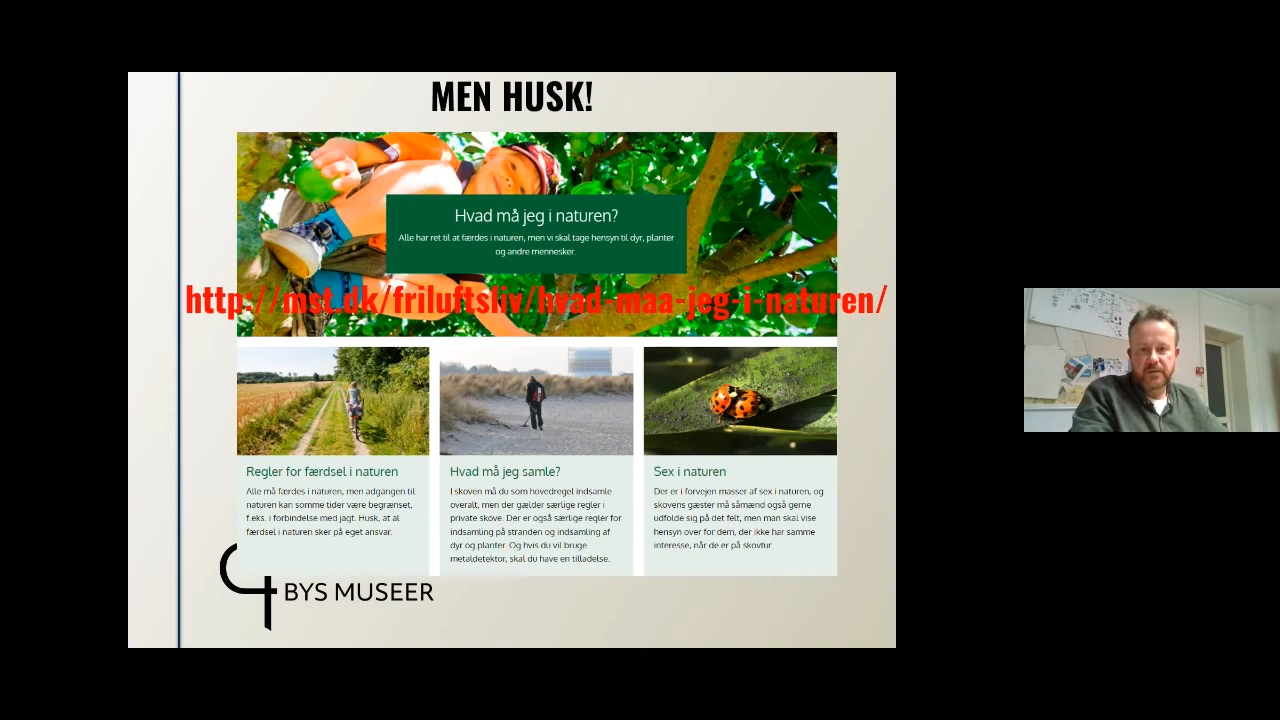 MEN HUSK!
Hvad må jeg i naturen?
Alle har ret til at færdes i naturen, men vi skal tage hensyn til dyr, planter
og andre mennesker.
http://mst.dk/friluftsliv/hvad-maa-jeg-i-naturen/
Regler for færdsel i naturen
Alle må færdes i naturen, men adgangen til
naturen kan somme tider være begrænset,
f.eks. i forbindelse med jagt. Husk, at al
færdsel i naturen sker på eget ansvar.
Hvad må jeg samle?
I skoven må du som hovedregel indsamle
overalt, men der gælder særlige regler i
private skove. Der er også særlige regler for
indsamling på stranden og indsamling af
dyr og planter. Og hvis du vil bruge
metaldetektor, skal du have en tilladelse.
Sex i naturen
Der er i forvejen masser af sex i naturen, og
skovens gæster må såmænd også gerne
udfolde sig på det felt, men man skal vise
hensyn over for dem, der ikke har samme
interesse, når de er på skovtur
BYS MUSEER